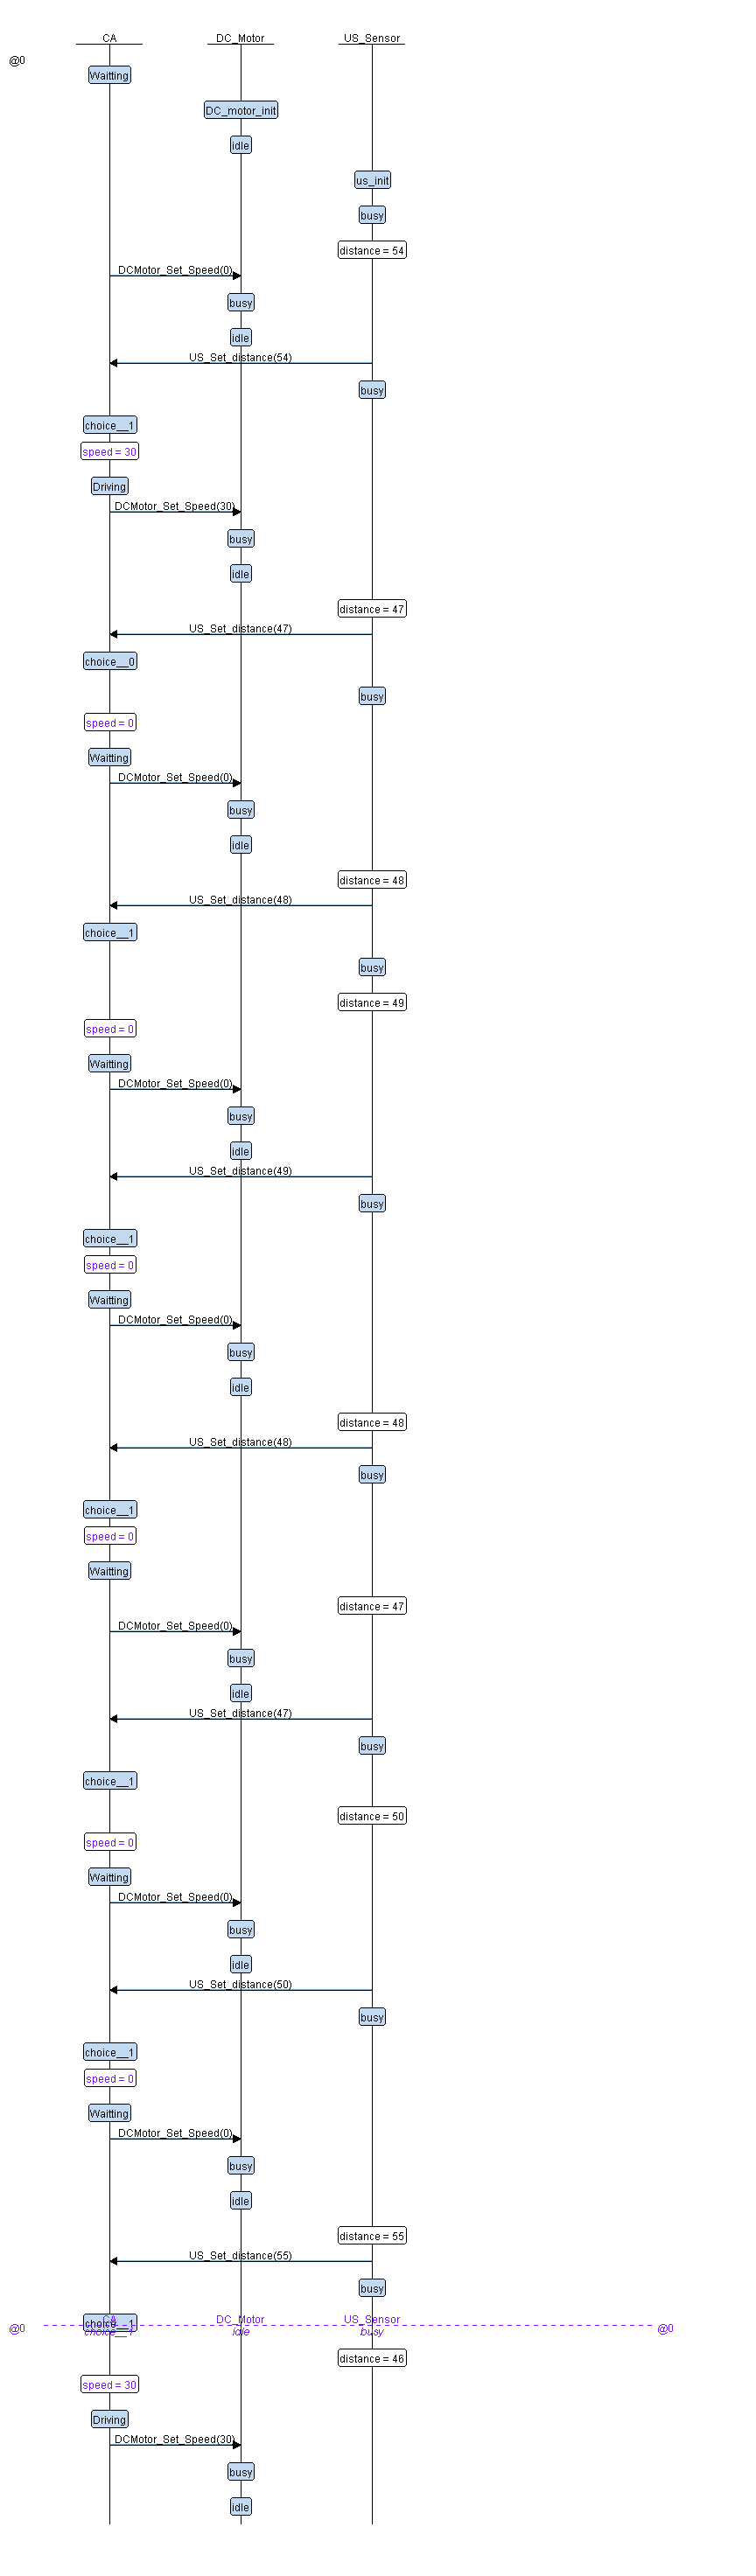 CA DC_Motor US_Sensor
@0
Waitting
DC_motor_init
idle
us_init
busy
distance = 54
DCMotor_Set_Speed(0)
busy
idle
US_Set_distance(54)
busy
choice__1
speed = 30
Driving
DCMotor_Set_Speed(30)
busy
idle
distance = 47
US_Set_distance(47)
choice__0
busy
speed = 0
Waitting
DCMotor_Set_Speed(0)
busy
idle
distance = 48
US_Set_distance(48)
choice__1
busy
distance = 49
speed = 0
Waitting
DCMotor_Set_Speed(0)
busy
idle
US_Set_distance(49)
busy
choice__1
speed = 0
Waitting
DCMotor_Set_Speed(0)
busy
idle
distance = 48
US_Set_distance(48)
busy
choice__1
speed = 0
Waitting
distance = 47
DCMotor_Set_Speed(0)
busy
idle
US_Set_distance(47)
busy
choice__1
distance = 50
speed = 0
Waitting
DCMotor_Set_Speed(0)
busy
idle
US_Set_distance(50)
busy
choice__1
speed = 0
Waitting
DCMotor_Set_Speed(0)
busy
idle
distance = 55
US_Set_distance(55)
busy
CA DC_Motor US_Sensor
choice__1
@0 choice__1 idle busy @0
distance = 46
speed = 30
Driving
DCMotor_Set_Speed(30)
busy
idle